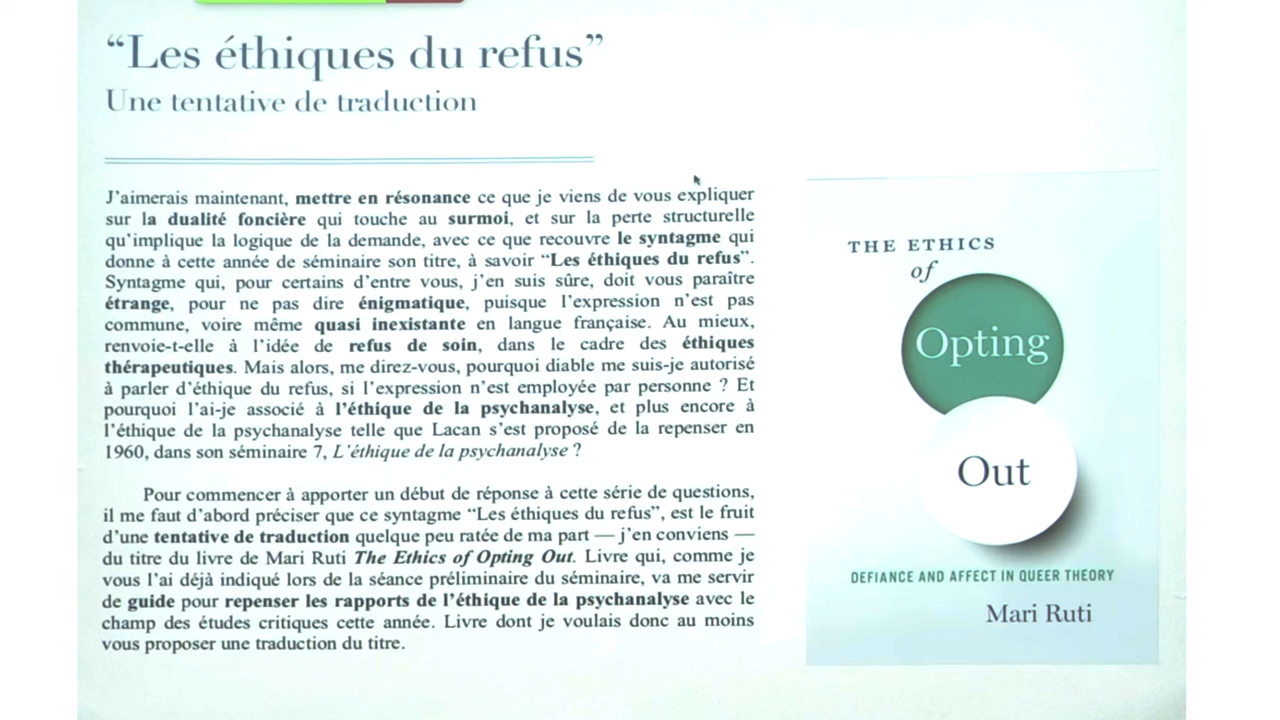 “Les éthiques du refus”
Une tentative de traduction
J’aimerais maintenant, mettre en résonance ce que je viens de vous expliquer
sur la dualité foncière qui touche au surmoi, et sur la perte structurelle
qu’implique la logique de la demande, avec ce que recouvre le syntagme qui
donne à cette année de séminaire son titre, à savoir “Les éthiques du refus”.
Syntagme qui, pour certains d’entre vous, j’en suis sûre, doit vous paraître
étrange, pour ne pas dire énigmatique, puisque l’expression n’est pas
commune, voire même quasi inexistante en langue française. Au mieux,
renvoie-t-elle à l’idée de refus de soin, dans le cadre des éthiques
thérapeutiques. Mais alors, me direz-vous, pourquoi diable me suis-je autorisé
à parler d’éthique du refus, si l’expression n’est employée par personne ? Et
pourquoi l’ai-je associé à l’éthique de la psychanalyse, et plus encore à
l’éthique de la psychanalyse telle que Lacan s’est proposé de la repenser en
1960, dans son séminaire 7, L’éthique de la psychanalyse ?
Pour commencer à apporter un début de réponse à cette série de questions,
il me faut d’abord préciser que ce syntagme “Les éthiques du refus”, est le fruit
d’une tentative de traduction quelque peu ratée de ma part — j’en conviens —
du titre du livre de Mari Ruti The Ethics of Opting Out. Livre qui, comme je
vous l’ai déjà indiqué lors de la séance préliminaire du séminaire, va me servir
de guide pour repenser les rapports de l’éthique de la psychanalyse avec le
champ des études critiques cette année. Livre dont je voulais donc au moins
vous proposer une traduction du titre.
THE ETHICS
of
Opting
Out
DEFIANCE AND AFFECT IN QUEER THEORY
Mari Ruti